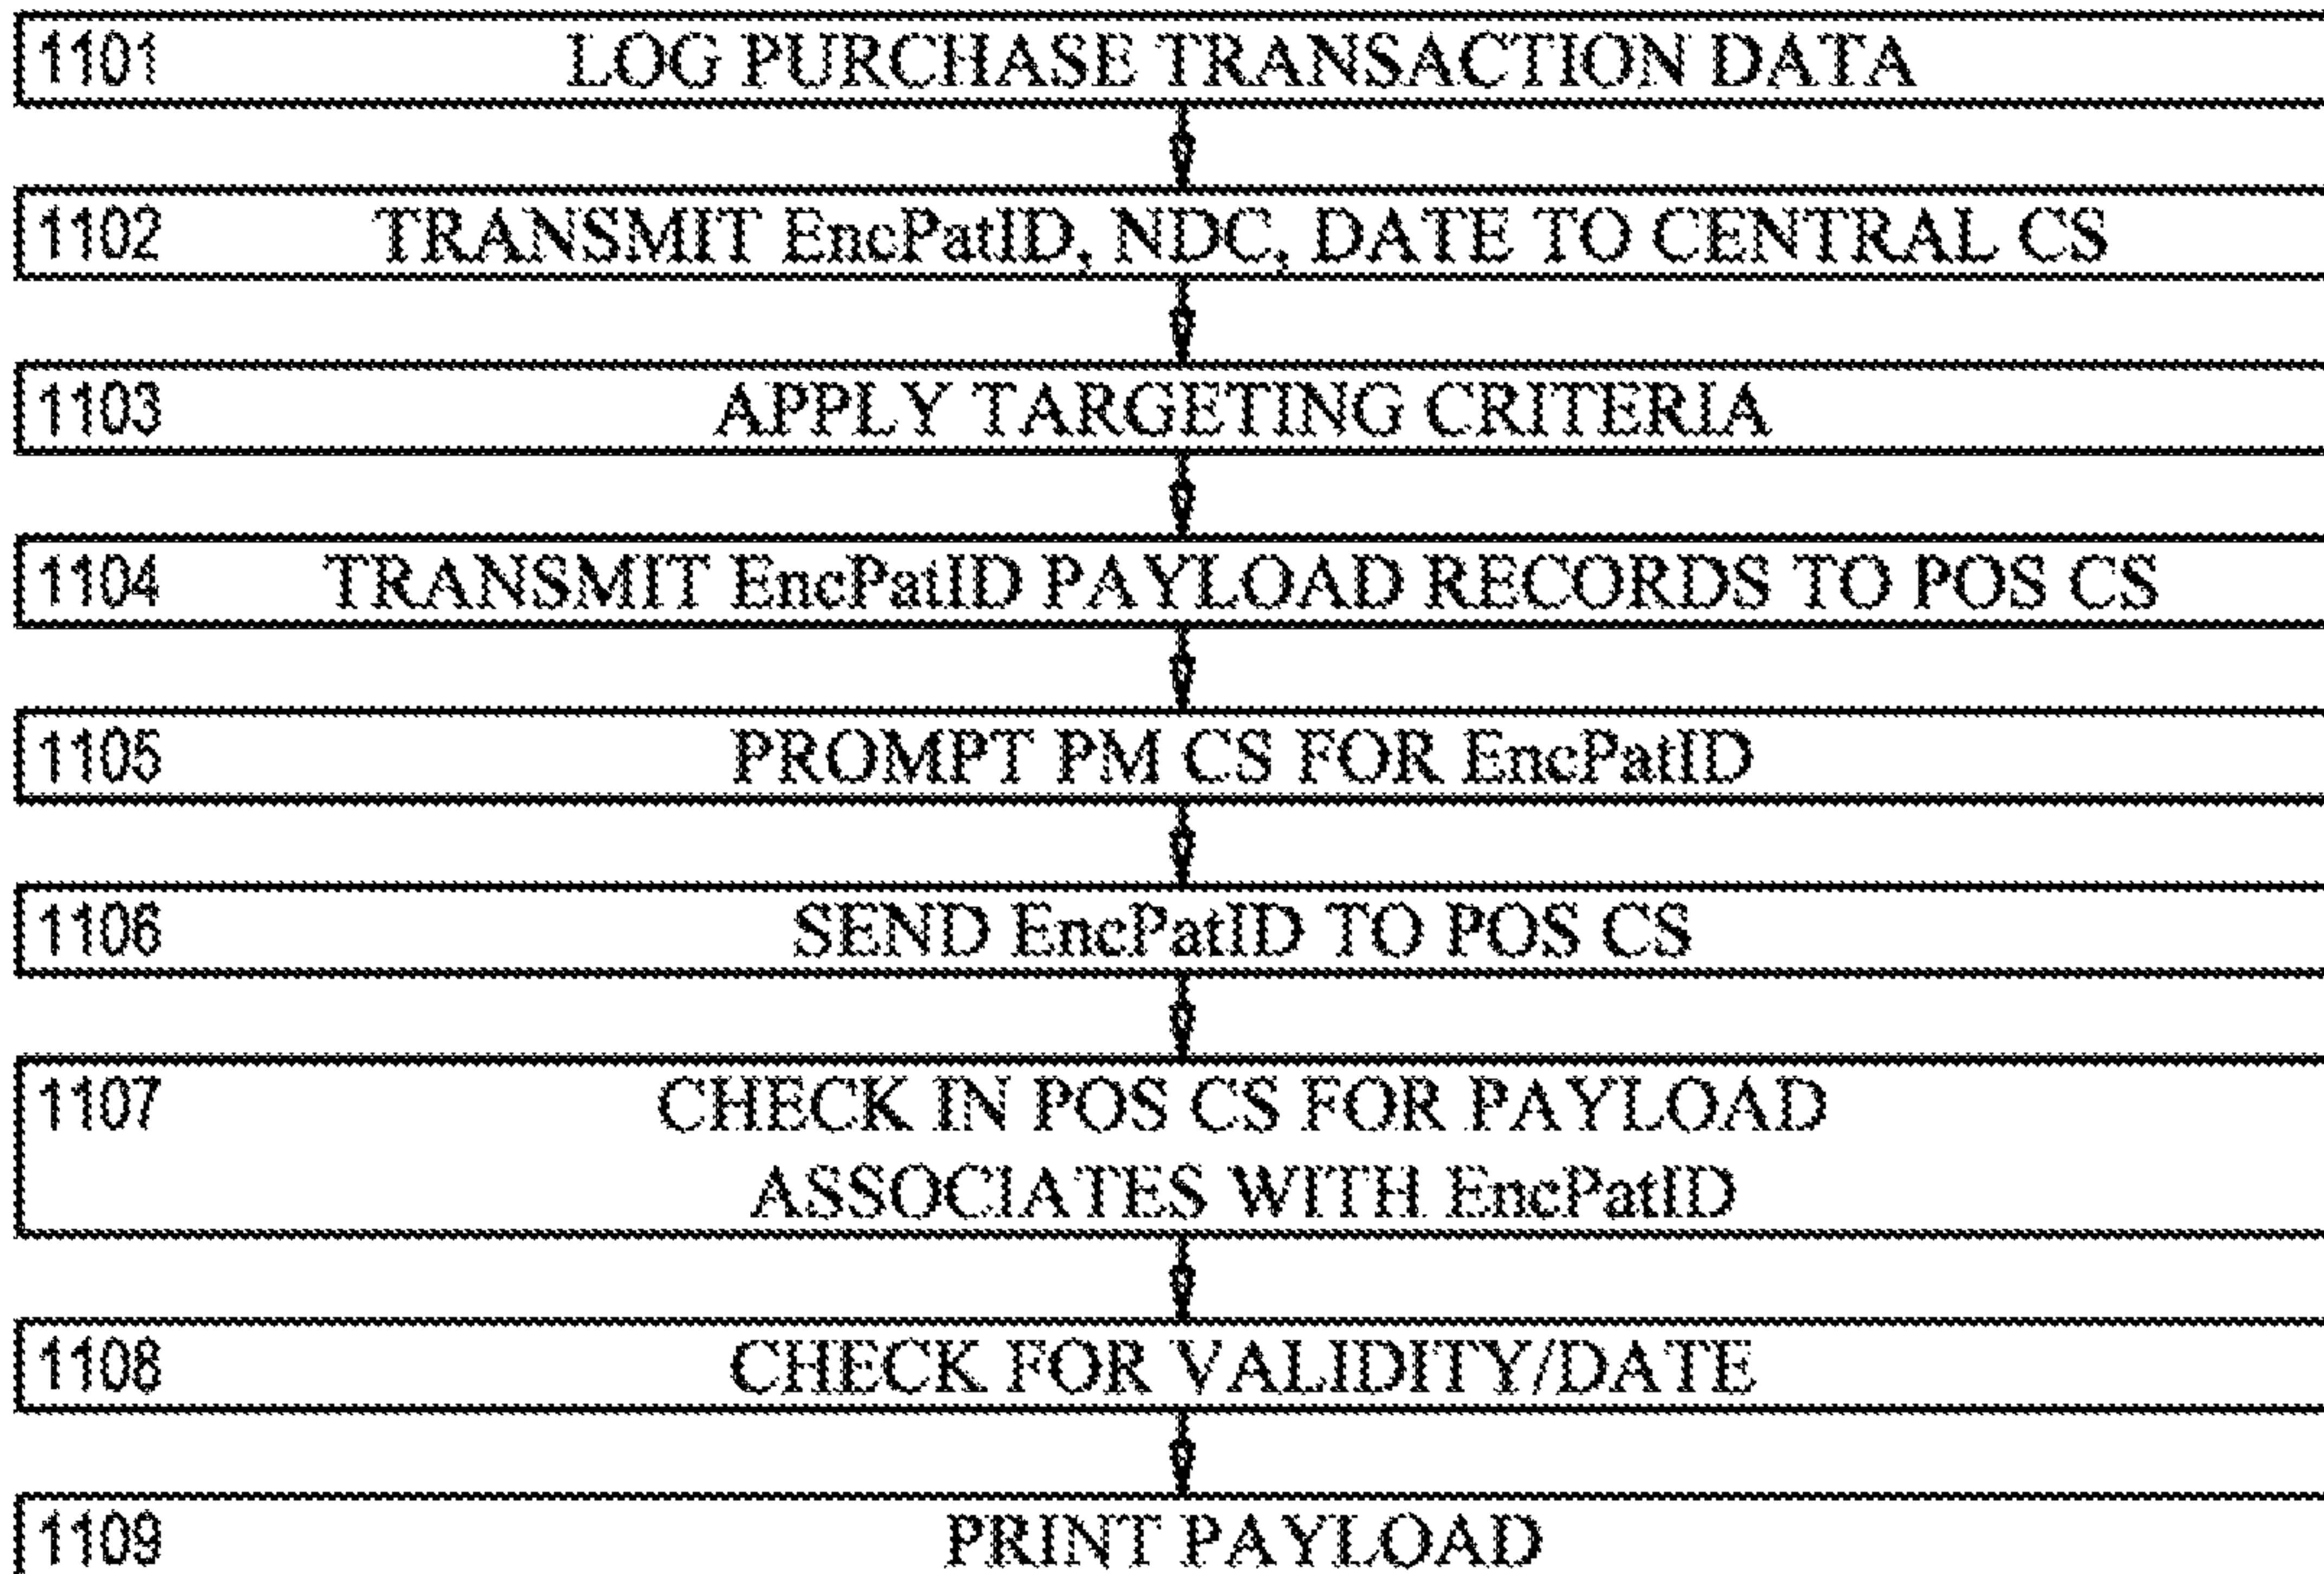 1101 LOG PURCHASE TRANSACTION DATA
1102 TRANSMIT EncPatID, NDC, DATE TO CENTRAL CS
1103 APPLY TARGETING CRITERIA
1104 TRANSMIT EncPatID PAYLOAD RECORDS TO POS CS
1105 PROMPT PM CS FOR EncPatID
1106 SEND EncPatID TO POS CS
1107 CHECK IN POS CS FOR PAYLOAD
ASSOCIATES WITH EncPatID
1108 CHECK FOR VALIDITY/DATE
1109 PRINT PAYLOAD